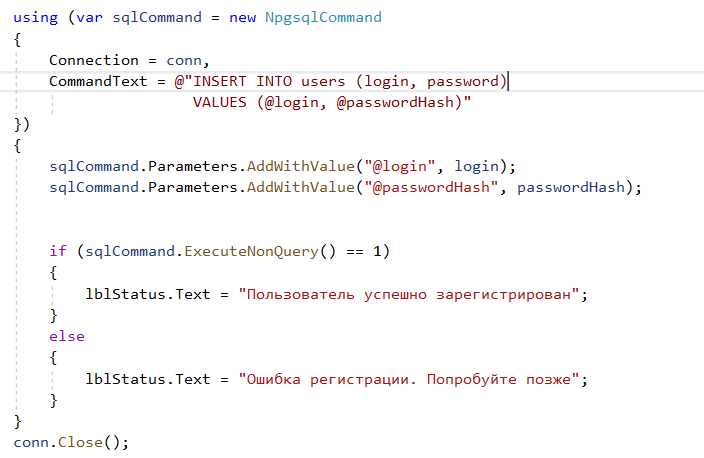 using (var sqlCommand = new NpgsqlCommand
{
    Connection = conn,
    CommandText = @"INSERT INTO users (login, password)
                    VALUES (@login, @passwordHash)"
})
{
    sqlCommand.Parameters.AddWithValue("@login", login);
    sqlCommand.Parameters.AddWithValue("@passwordHash", passwordHash);
    if (sqlCommand.ExecuteNonQuery() == 1)
    {
        lblStatus.Text = "Пользователь успешно зарегистрирован";
    }
    else
    {
        lblStatus.Text = "Ошибка регистрации. Попробуйте позже";
    }
}
conn.Close();